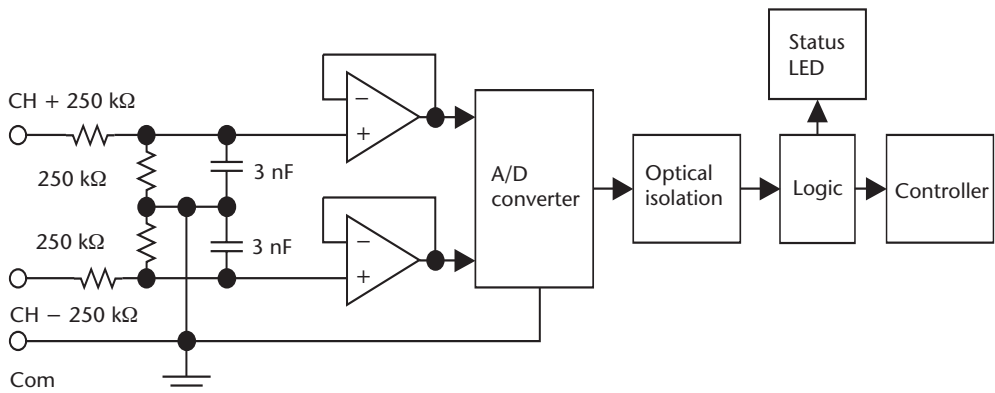 CH + 250 kΩ
250 kΩ
250 kΩ
CH − 250 kΩ
Com
3 nF
3 nF
−
+
−
+
A/D
converter
Optical
isolation
Status
LED
Logic
Controller